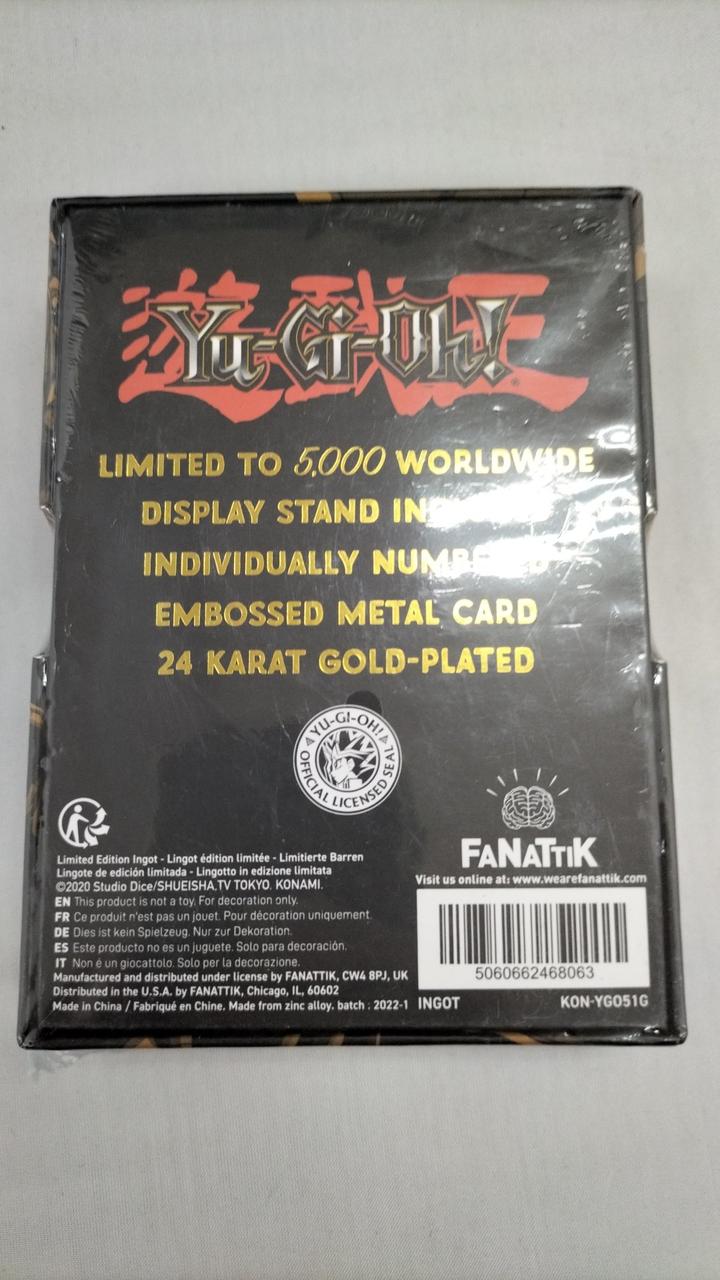 遊戯王
Yu-Gi-Oh!®
LIMITED TO 5,000 WORLDWIDE
DISPLAY STAND
INDIVIDUALLY
EMBOSSED METAL CARD
24 KARAT GOLD-PLATED
YU-GI-OH!
OFFICIAL LICENSED SEAL
FANATTIK
Visit us online at: www.wearefanattik.com
5060662468063
INGOT KON-YGO51G
Limited Edition Ingot - Lingot édition limitée - Limitierte Barren
Lingote de edición limitada - Lingotto in edizione limitata
©2020 Studio Dice/SHUEISHA.TV TOKYO. KONAMI.
EN This product is not a toy. For decoration only.
FR Ce produit n'est pas un jouet. Pour décoration uniquement.
DE Dies ist kein Spielzeug. Nur zur Dekoration.
ES Este producto no es un juguete. Solo para decoración.
IT Non é un giocattolo. Solo per la decorazione.
Manufactured and distributed under license by FANATTIK, CW4 8PJ, UK
Distributed in the U.S.A. by FANATTIK, Chicago, IL, 60602
Made in China / Fabriqué en Chine. Made from zinc alloy. batch : 2022-1